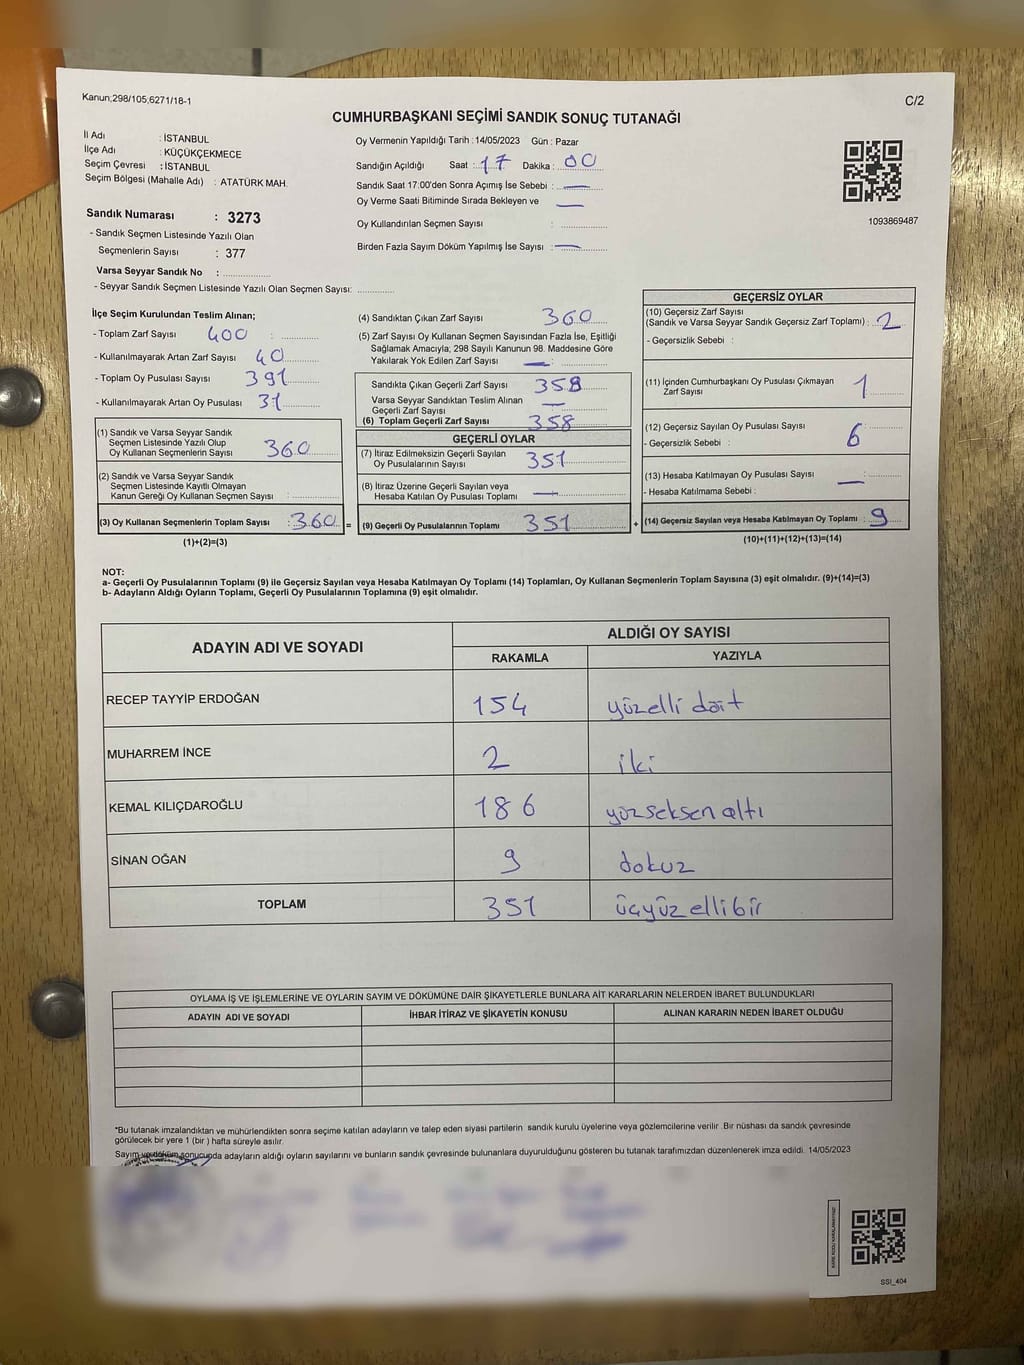 Kanun,298/105,6271/18-1
C/2
CUMHURBAŞKANI SEÇİMİ SANDIK SONUÇ TUTANAĞI
İl Adı : İSTANBUL
İlçe Adı : KÜÇÜKÇEKMECE
Seçim Çevresi : İSTANBUL
Seçim Bölgesi (Mahalle Adı) : ATATÜRK MAH.
Sandık Numarası : 3273
- Sandık Seçmen Listesinde Yazılı Olan
Seçmenlerin Sayısı : 377
Varsa Seyyar Sandık No :
- Seyyar Sandık Seçmen Listesinde Yazılı Olan Seçmen Sayısı:
Oy Vermenin Yapıldığı Tarih : 14/05/2023 Gün : Pazar
Sandığın Açıldığı Saat : 17 Dakika : 00
Sandık Saat 17:00'den Sonra Açımış İse Sebebi : —
Oy Verme Saati Bitiminde Sırada Bekleyen ve —
Oy Kullandırılan Seçmen Sayısı :
Birden Fazla Sayım Döküm Yapılmış İse Sayısı : —
1093869487
İlçe Seçim Kurulundan Teslim Alınan;
- Toplam Zarf Sayısı 400 :
- Kullanılmayarak Artan Zarf Sayısı 40
- Toplam Oy Pusulası Sayısı 391
- Kullanılmayarak Artan Oy Pusulası 31
(1) Sandık ve Varsa Seyyar Sandık
Seçmen Listesinde Yazılı Olup
Oy Kullanan Seçmenlerin Sayısı 360
(2) Sandık ve Varsa Seyyar Sandık
Seçmen Listesinde Kayıtlı Olmayan
Kanun Gereği Oy Kullanan Seçmen Sayısı :
(3) Oy Kullanan Seçmenlerin Toplam Sayısı : 360 =
(1)+(2)=(3)
(4) Sandıktan Çıkan Zarf Sayısı 360
(5) Zarf Sayısı Oy Kullanan Seçmen Sayısından Fazla İse, Eşitliği
Sağlamak Amacıyla, 298 Sayılı Kanunun 98. Maddesine Göre
Yakılarak Yok Edilen Zarf Sayısı — :
Sandıkta Çıkan Geçerli Zarf Sayısı 358
Varsa Seyyar Sandıktan Teslim Alınan
Geçerli Zarf Sayısı —
(6) Toplam Geçerli Zarf Sayısı 358
GEÇERLİ OYLAR
(7) İtiraz Edilmeksizin Geçerli Sayılan
Oy Pusulalarının Sayısı 351
(8) İtiraz Üzerine Geçerli Sayılan veya
Hesaba Katılan Oy Pusulası Toplamı —
(9) Geçerli Oy Pusulalarının Toplamı 351 +
GEÇERSİZ OYLAR
(10) Geçersiz Zarf Sayısı
(Sandık ve Varsa Seyyar Sandık Geçersiz Zarf Toplamı) : 2
- Geçersizlik Sebebi :
(11) İçinden Cumhurbaşkanı Oy Pusulası Çıkmayan
Zarf Sayısı 1
(12) Geçersiz Sayılan Oy Pusulası Sayısı :
- Geçersizlik Sebebi : 6
(13) Hesaba Katılmayan Oy Pusulası Sayısı : —
- Hesaba Katılmama Sebebi :
(14) Geçersiz Sayılan veya Hesaba Katılmayan Oy Toplamı : 9
(10)+(11)+(12)+(13)=(14)
NOT:
a- Geçerli Oy Pusulalarının Toplamı (9) ile Geçersiz Sayılan veya Hesaba Katılmayan Oy Toplamı (14) Toplamları, Oy Kullanan Seçmenlerin Toplam Sayısına (3) eşit olmalıdır. (9)+(14)=(3)
b- Adayların Aldığı Oyların Toplamı, Geçerli Oy Pusulalarının Toplamına (9) eşit olmalıdır.
ADAYIN ADI VE SOYADI
ALDIĞI OY SAYISI
RAKAMLA YAZIYLA
RECEP TAYYİP ERDOĞAN 154 yüzelli dört
MUHARREM İNCE 2 iki
KEMAL KILIÇDAROĞLU 186 yüzseksen altı
SİNAN OĞAN 9 dokuz
TOPLAM 351 üçyüz ellibir
OYLAMA İŞ VE İŞLEMLERİNE VE OYLARIN SAYIM VE DÖKÜMÜNE DAİR ŞİKAYETLERLE BUNLARA AİT KARARLARIN NELERDEN İBARET BULUNDUKLARI
ADAYIN ADI VE SOYADI İHBAR İTİRAZ VE ŞİKAYETİN KONUSU ALINAN KARARIN NEDEN İBARET OLDUĞU
*Bu tutanak imzalandıktan ve mühürlendikten sonra seçime katılan adayların ve talep eden siyasi partilerin sandık kurulu üyelerine veya gözlemcilerine verilir .Bir nüshası da sandık çevresinde
görülecek bir yere 1 (bir ) hafta süreyle asılır.
Sayım ve döküm sonucunda adayların aldığı oyların sayılarını ve bunların sandık çevresinde bulunanlara duyurulduğunu gösteren bu tutanak tarafımızdan düzenlenerek imza edildi. 14/05/2023
SSI_404